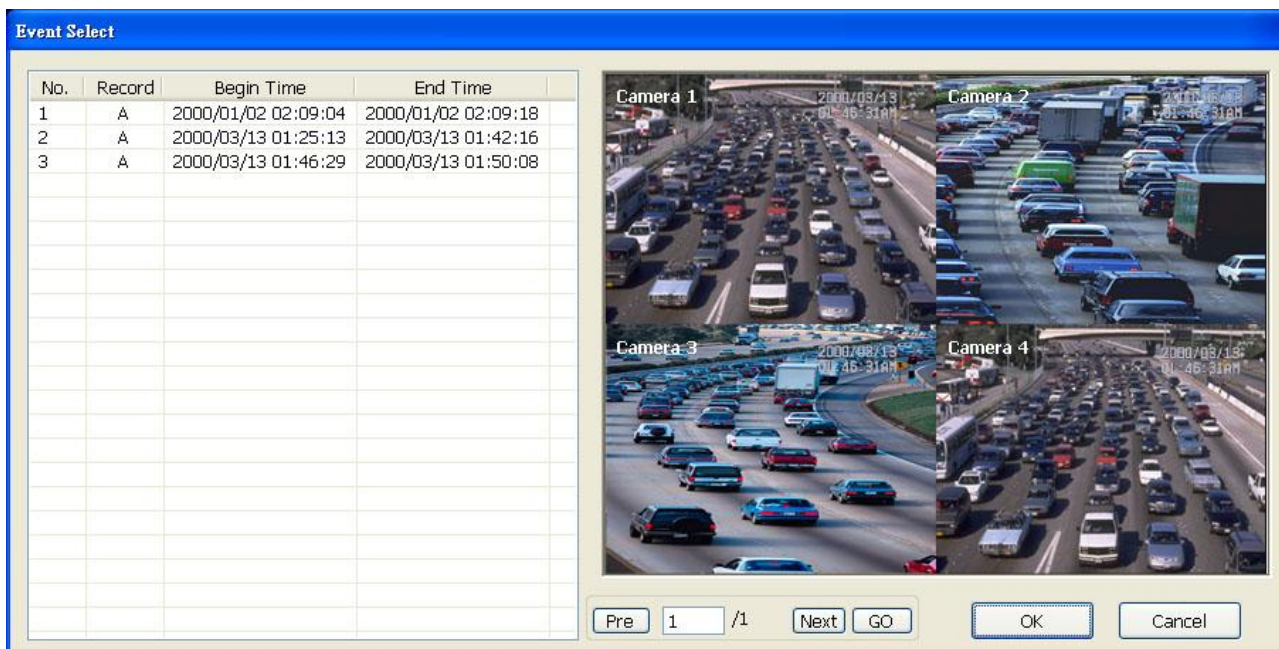 Event Select
No. Record Begin Time End Time
1 A 2000/01/02 02:09:04 2000/01/02 02:09:18
2 A 2000/03/13 01:25:13 2000/03/13 01:42:16
3 A 2000/03/13 01:46:29 2000/03/13 01:50:08
Camera 1 2000/03/13
01:46:31AM
Camera 2
01:46:31AM
Camera 3 2000/03/13
01:46:31AM
Camera 4 2000/03/13
01:46:31AM
Pre 1 /1 Next GO OK Cancel